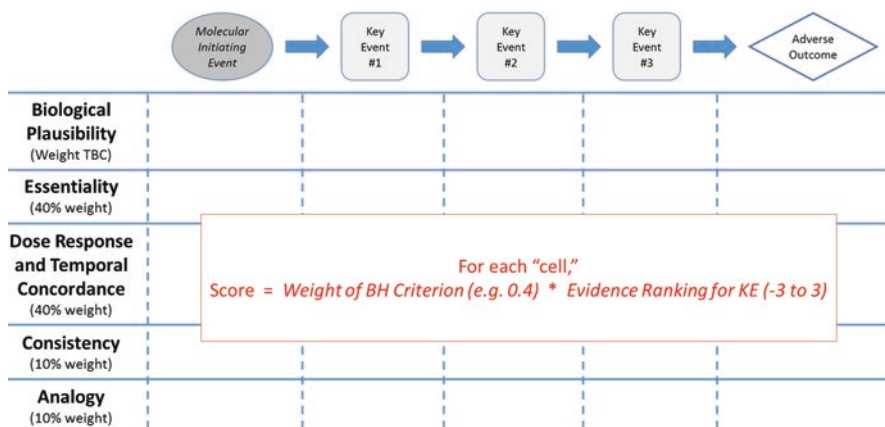 Molecular
Initiating
Event
Key
Event
#1
Key
Event
#2
Key
Event
#3
Adverse
Outcome
Biological
Plausibility
(Weight TBC)
Essentiality
(40% weight)
Dose Response
and Temporal
Concordance
(40% weight)
For each “cell,”
Score = Weight of BH Criterion (e.g. 0.4) * Evidence Ranking for KE (-3 to 3)
Consistency
(10% weight)
Analogy
(10% weight)